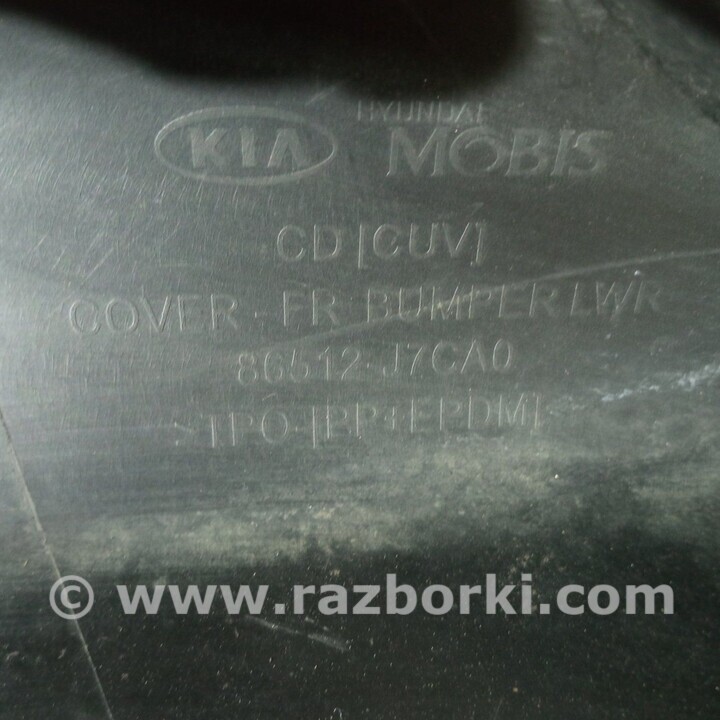 KIA HYUNDAI MOBIS
CD [CUV]
COVER - FR BUMPER LWR
86512-J7CA0
>TPO-[PP+EPDM]
© www.razborki.com